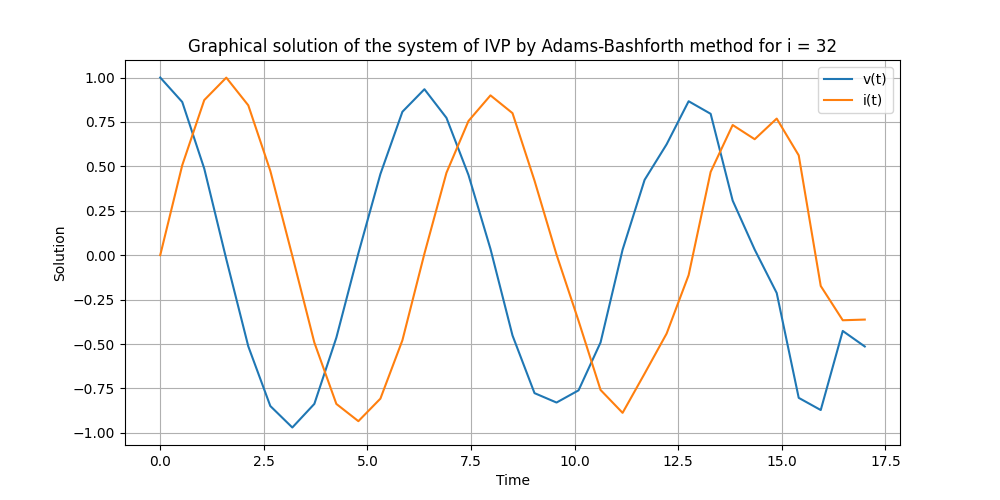 Graphical solution of the system of IVP by Adams-Bashforth method for i = 32
v(t)
i(t)
1.00
0.75
0.50
0.25
0.00
−0.25
−0.50
−0.75
−1.00
Solution
0.0 2.5 5.0 7.5 10.0 12.5 15.0 17.5
Time